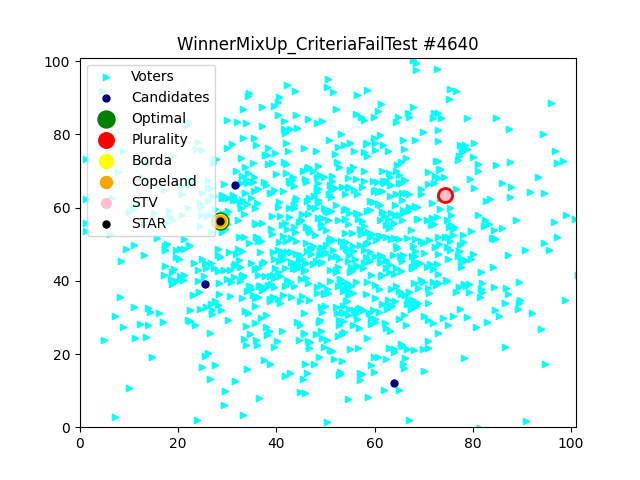 WinnerMixUp_CriteriaFailTest #4640
Voters
Candidates
Optimal
Plurality
Borda
Copeland
STV
STAR
100
80
60
40
20
0
0 20 40 60 80 100